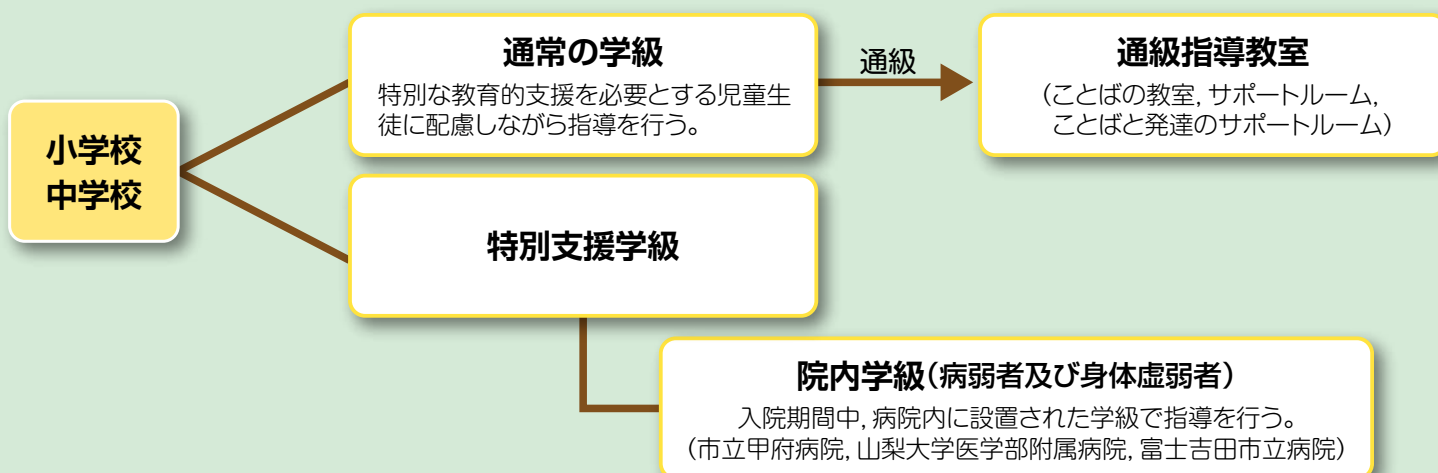 小学校
中学校
通常の学級
特別な教育的支援を必要とする児童生
徒に配慮しながら指導を行う。
通級
通級指導教室
(ことばの教室, サポートルーム,
ことばと発達のサポートルーム)
特別支援学級
院内学級(病弱者及び身体虚弱者)
入院期間中, 病院内に設置された学級で指導を行う。
(市立甲府病院, 山梨大学医学部附属病院, 富士吉田市立病院)